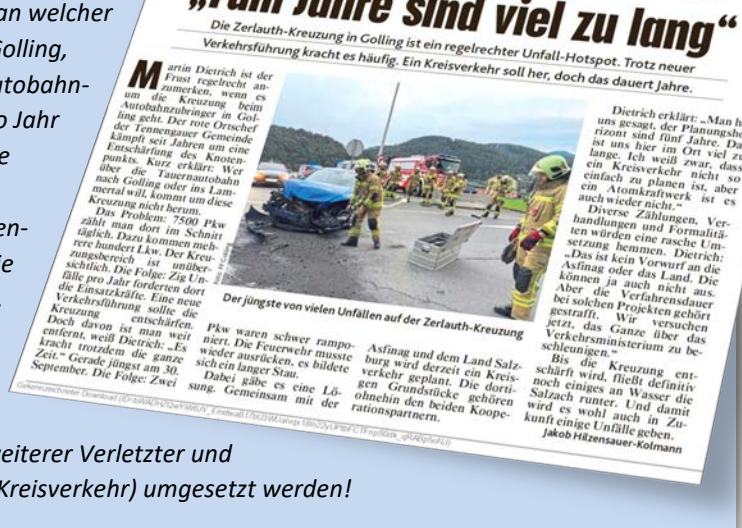 an welcher
Golling,
utobahn-
o Jahr
e
en-
ie
„Fünf Jahre sind viel zu lang“
Die Zerlauth-Kreuzung in Golling ist ein regelrechter Unfall-Hotspot. Trotz neuer
Verkehrsführung kracht es häufig. Ein Kreisverkehr soll her, doch das dauert Jahre.
Martin Dietrich ist der
Frust regelrecht an-
zumerken, wenn es
um die Kreuzung beim
Autobahnzubringer in Gol-
ling geht. Der rote Ortschef
der Tennengauer Gemeinde
kämpft seit Jahren um eine
Entschärfung des Knoten-
punkts. Kurz erklärt: Wer
über die Tauernautobahn
nach Golling oder ins Lam-
mertal will, kommt um diese
Kreuzung nicht herum.
Das Problem: 7500 Pkw
zählt man dort im Schnitt
täglich. Dazu kommen meh-
rere hundert Lkw. Der Kreu-
zungsbereich ist unüber-
sichtlich. Die Folge: Zig Un-
fälle pro Jahr forderten dort
die Einsatzkräfte. Eine neue
Verkehrsführung sollte die
Kreuzung entschärfen.
Doch davon ist man weit
entfernt, weiß Dietrich: „Es
kracht trotzdem die ganze
Zeit.“ Gerade jüngst am 30.
September. Die Folge: Zwei
Foto: FF Golling
Der jüngste von vielen Unfällen auf der Zerlauth-Kreuzung
Pkw waren schwer rampo-
niert. Die Feuerwehr musste
wieder ausrücken, es bildete
sich ein langer Stau.
Dabei gäbe es eine Lö-
sung. Gemeinsam mit der
Asfinag und dem Land Salz-
burg wird derzeit ein Kreis-
verkehr geplant. Die dorti-
gen Grundstücke gehören
ohnehin den beiden Koope-
rationspartnern.
Dietrich erklärt: „Man h
uns gesagt, der Planungshe
rizont sind fünf Jahre. Da
ist uns hier im Ort viel zu
lange. Ich weiß zwar, dass
ein Kreisverkehr nicht so
einfach zu planen ist, aber
ein Atomkraftwerk ist es
auch wieder nicht.“
Diverse Zählungen, Ver-
handlungen und Formalitä-
ten würden eine rasche Um-
setzung hemmen. Dietrich:
„Das ist kein Vorwurf an die
Asfinag oder das Land. Die
können ja auch nicht aus.
Aber die Verfahrensdauer
bei solchen Projekten gehört
gestrafft. Wir versuchen
jetzt, das Ganze über das
Verkehrsministerium zu be-
schleunigen.“
Bis die Kreuzung ent-
schärft wird, fließt definitiv
noch einiges an Wasser die
Salzach runter. Und damit
wird es wohl auch in Zu-
kunft einige Unfälle geben.
Jakob Hilzensauer-Kolmann
Gekennzeichneter Download
weiterer Verletzter und
Kreisverkehr) umgesetzt werden!